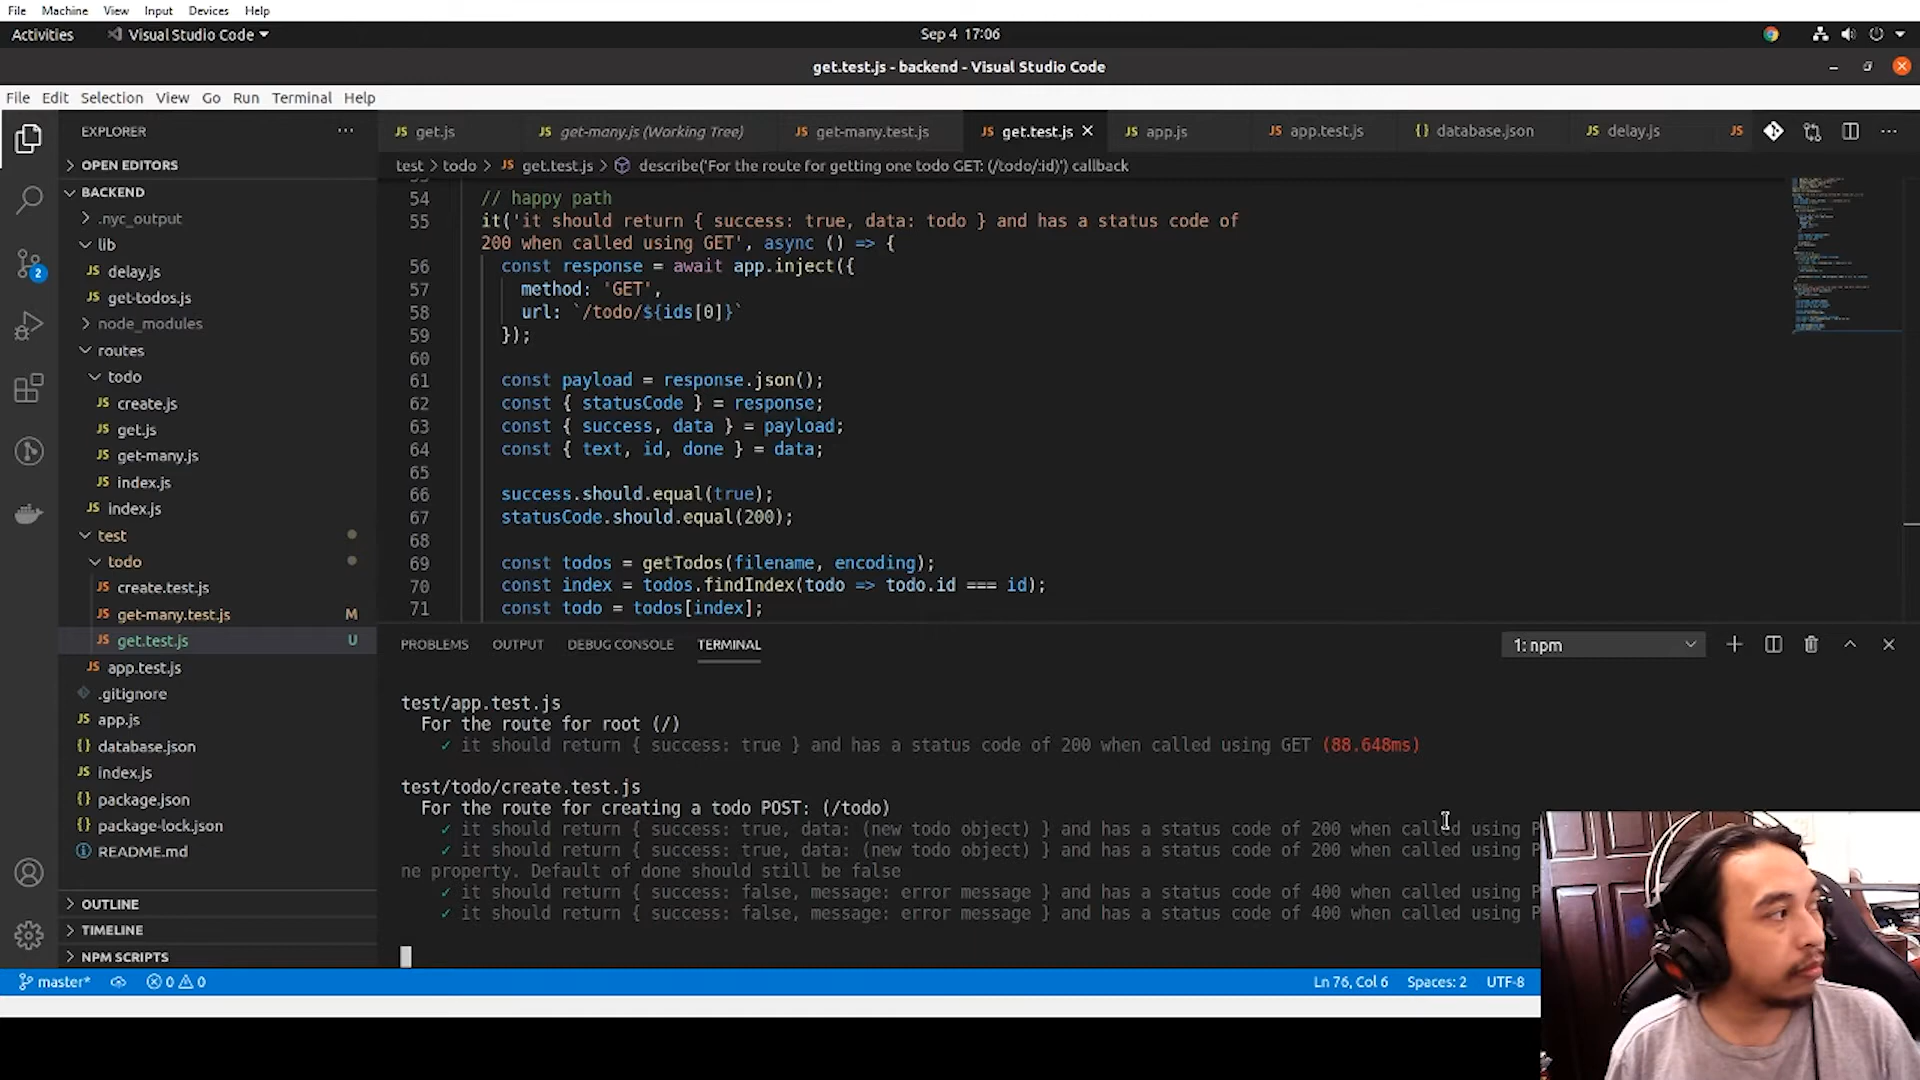 File Machine View Input Devices Help
Activities Visual Studio Code Sep 4 17:06
get.test.js - backend - Visual Studio Code
File Edit Selection View Go Run Terminal Help
EXPLORER
OPEN EDITORS
BACKEND
.nyc_output
lib
delay.js
get-todos.js
node_modules
routes
todo
create.js
get.js
get-many.js
index.js
index.js
test
todo
create.test.js
get-many.test.js M
get.test.js U
app.test.js
.gitignore
app.js
database.json
index.js
package.json
package-lock.json
README.md
OUTLINE
TIMELINE
NPM SCRIPTS
2
JS get.js JS get-many.js (Working Tree) JS get-many.test.js JS get.test.js JS app.js JS app.test.js {} database.json JS delay.js JS
test > todo > JS get.test.js > describe('For the route for getting one todo GET: (/todo/:id)') callback
54 // happy path
55 it('it should return { success: true, data: todo } and has a status code of
200 when called using GET', async () => {
56 const response = await app.inject({
57 method: 'GET',
58 url: `/todo/${ids[0]}`
59 });
60
61 const payload = response.json();
62 const { statusCode } = response;
63 const { success, data } = payload;
64 const { text, id, done } = data;
65
66 success.should.equal(true);
67 statusCode.should.equal(200);
68
69 const todos = getTodos(filename, encoding);
70 const index = todos.findIndex(todo => todo.id === id);
71 const todo = todos[index];
PROBLEMS OUTPUT DEBUG CONSOLE TERMINAL 1: npm
test/app.test.js
For the route for root (/)
✓ it should return { success: true } and has a status code of 200 when called using GET (88.648ms)
test/todo/create.test.js
For the route for creating a todo POST: (/todo)
✓ it should return { success: true, data: (new todo object) } and has a status code of 200 when called using P
✓ it should return { success: true, data: (new todo object) } and has a status code of 200 when called using P
ne property. Default of done should still be false
✓ it should return { success: false, message: error message } and has a status code of 400 when called using P
✓ it should return { success: false, message: error message } and has a status code of 400 when called using P
master* 0 0 Ln 76, Col 6 Spaces: 2 UTF-8